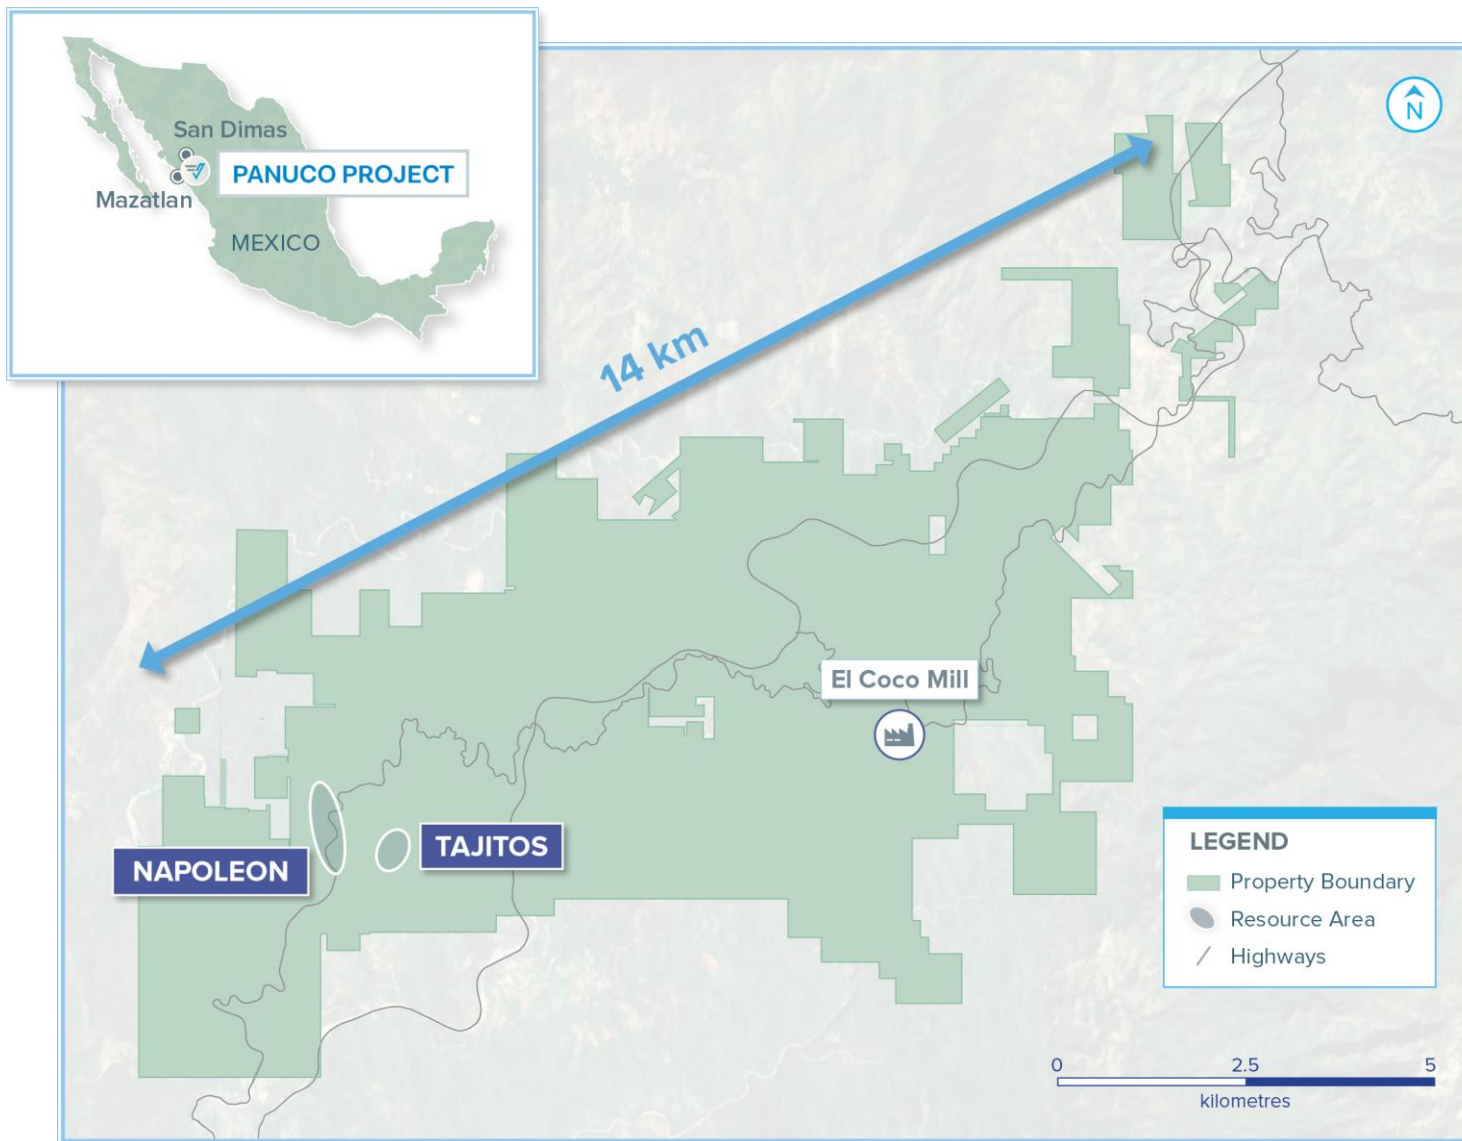 San Dimas
PANUCO PROJECT
Mazatlan
MEXICO
N
14 km
El Coco Mill
TAJITOS
NAPOLEON
LEGEND
Property Boundary
Resource Area
Highways
0 2.5 5
kilometres